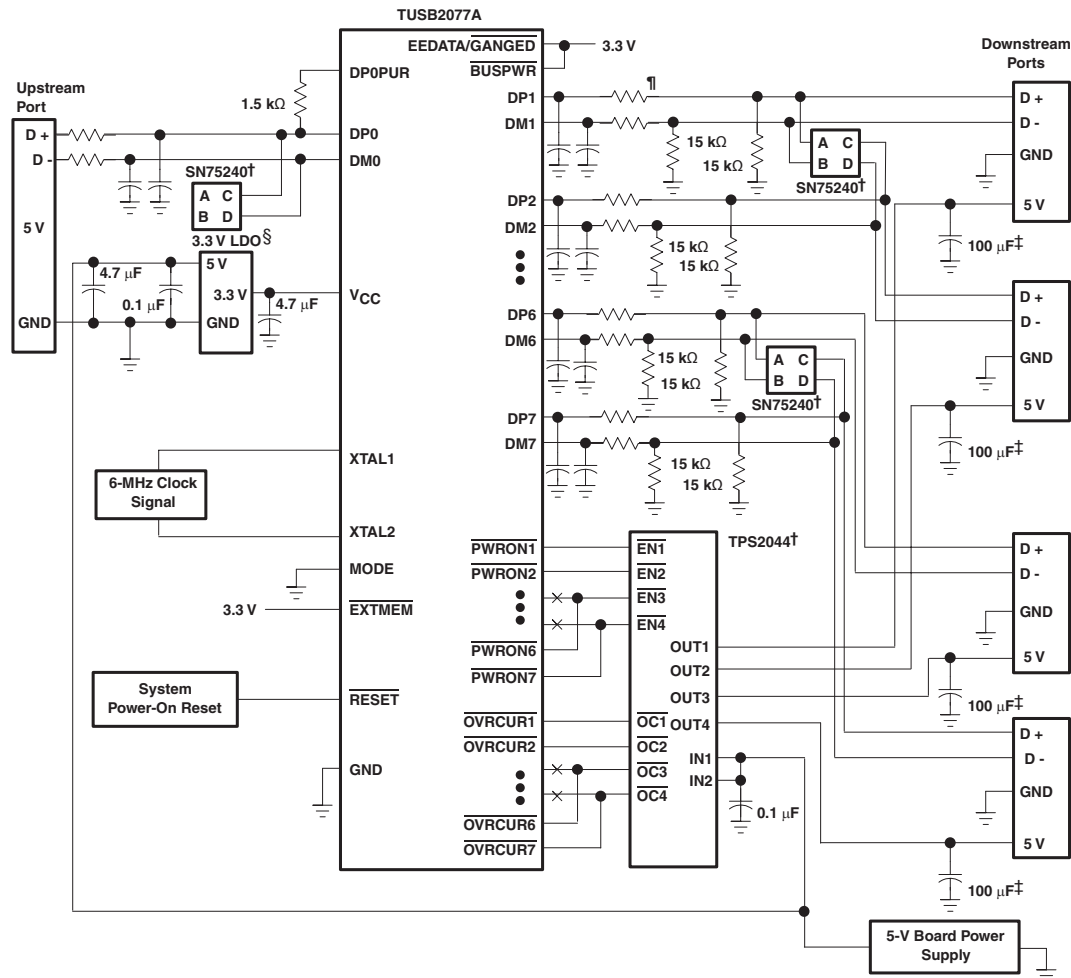 TUSB2077A
EEDATA/GANGED
3.3 V
BUSPWR
Downstream
Ports
Upstream
Port
DP0PUR
1.5 kΩ
D +
DP0
D -
DM0
SN75240†
A C
B D
5 V
3.3 V LDO§
5 V
4.7 μF
3.3 V
0.1 μF
4.7 μF
VCC
GND
GND
DP1
¶
DM1
15 kΩ
15 kΩ
A C
B D
SN75240†
D +
D -
GND
5 V
100 μF‡
DP2
DM2
15 kΩ
15 kΩ
D +
D -
GND
5 V
100 μF‡
DP6
DM6
15 kΩ
15 kΩ
A C
B D
SN75240†
DP7
DM7
15 kΩ
15 kΩ
XTAL1
6-MHz Clock
Signal
XTAL2
MODE
3.3 V
EXTMEM
System
Power-On Reset
RESET
GND
PWRON1
PWRON2
PWRON6
PWRON7
OVRCUR1
OVRCUR2
OVRCUR6
OVRCUR7
TPS2044†
EN1
EN2
EN3
EN4
OUT1
OUT2
OUT3
OC1
OUT4
OC2
IN1
OC3
IN2
OC4
0.1 μF
D +
D -
GND
5 V
100 μF‡
D +
D -
GND
5 V
100 μF‡
5-V Board Power
Supply